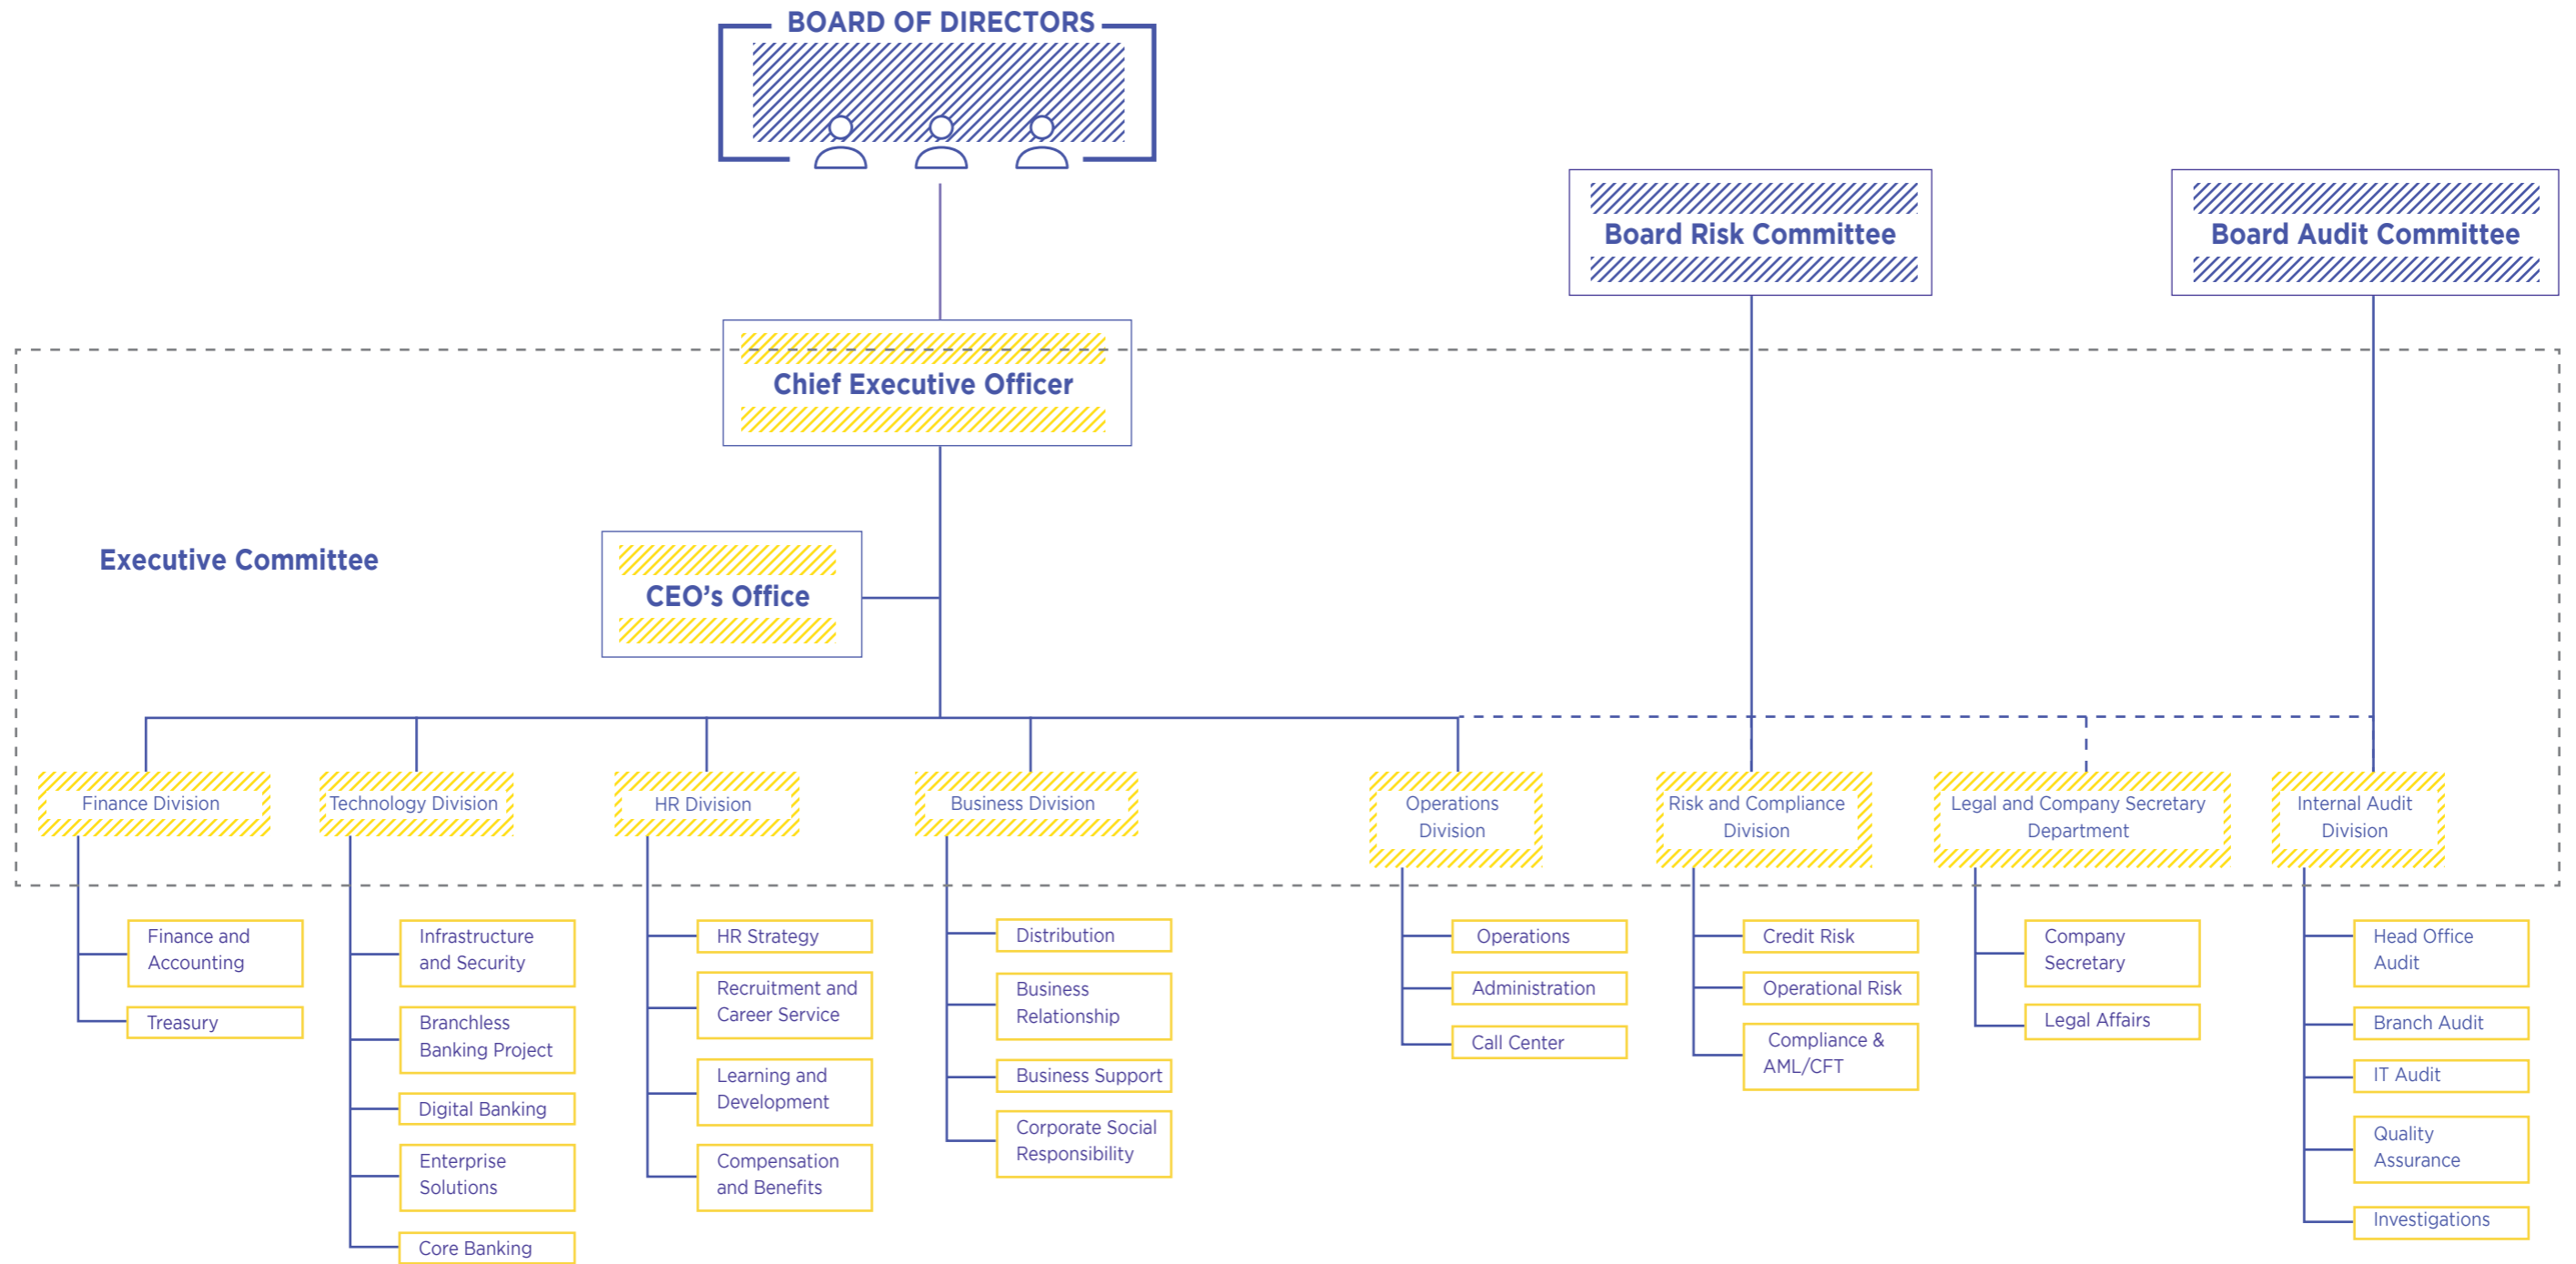 BOARD OF DIRECTORS
Board Risk Committee
Board Audit Committee
Chief Executive Officer
Executive Committee
CEO’s Office
Finance Division
Technology Division
HR Division
Business Division
Operations
Division
Risk and Compliance
Division
Legal and Company Secretary
Department
Internal Audit
Division
Finance and
Accounting
Treasury
Infrastructure
and Security
Branchless
Banking Project
Digital Banking
Enterprise
Solutions
Core Banking
HR Strategy
Recruitment and
Career Service
Learning and
Development
Compensation
and Benefits
Distribution
Business
Relationship
Business Support
Corporate Social
Responsibility
Operations
Administration
Call Center
Credit Risk
Operational Risk
Compliance &
AML/CFT
Company
Secretary
Legal Affairs
Head Office
Audit
Branch Audit
IT Audit
Quality
Assurance
Investigations